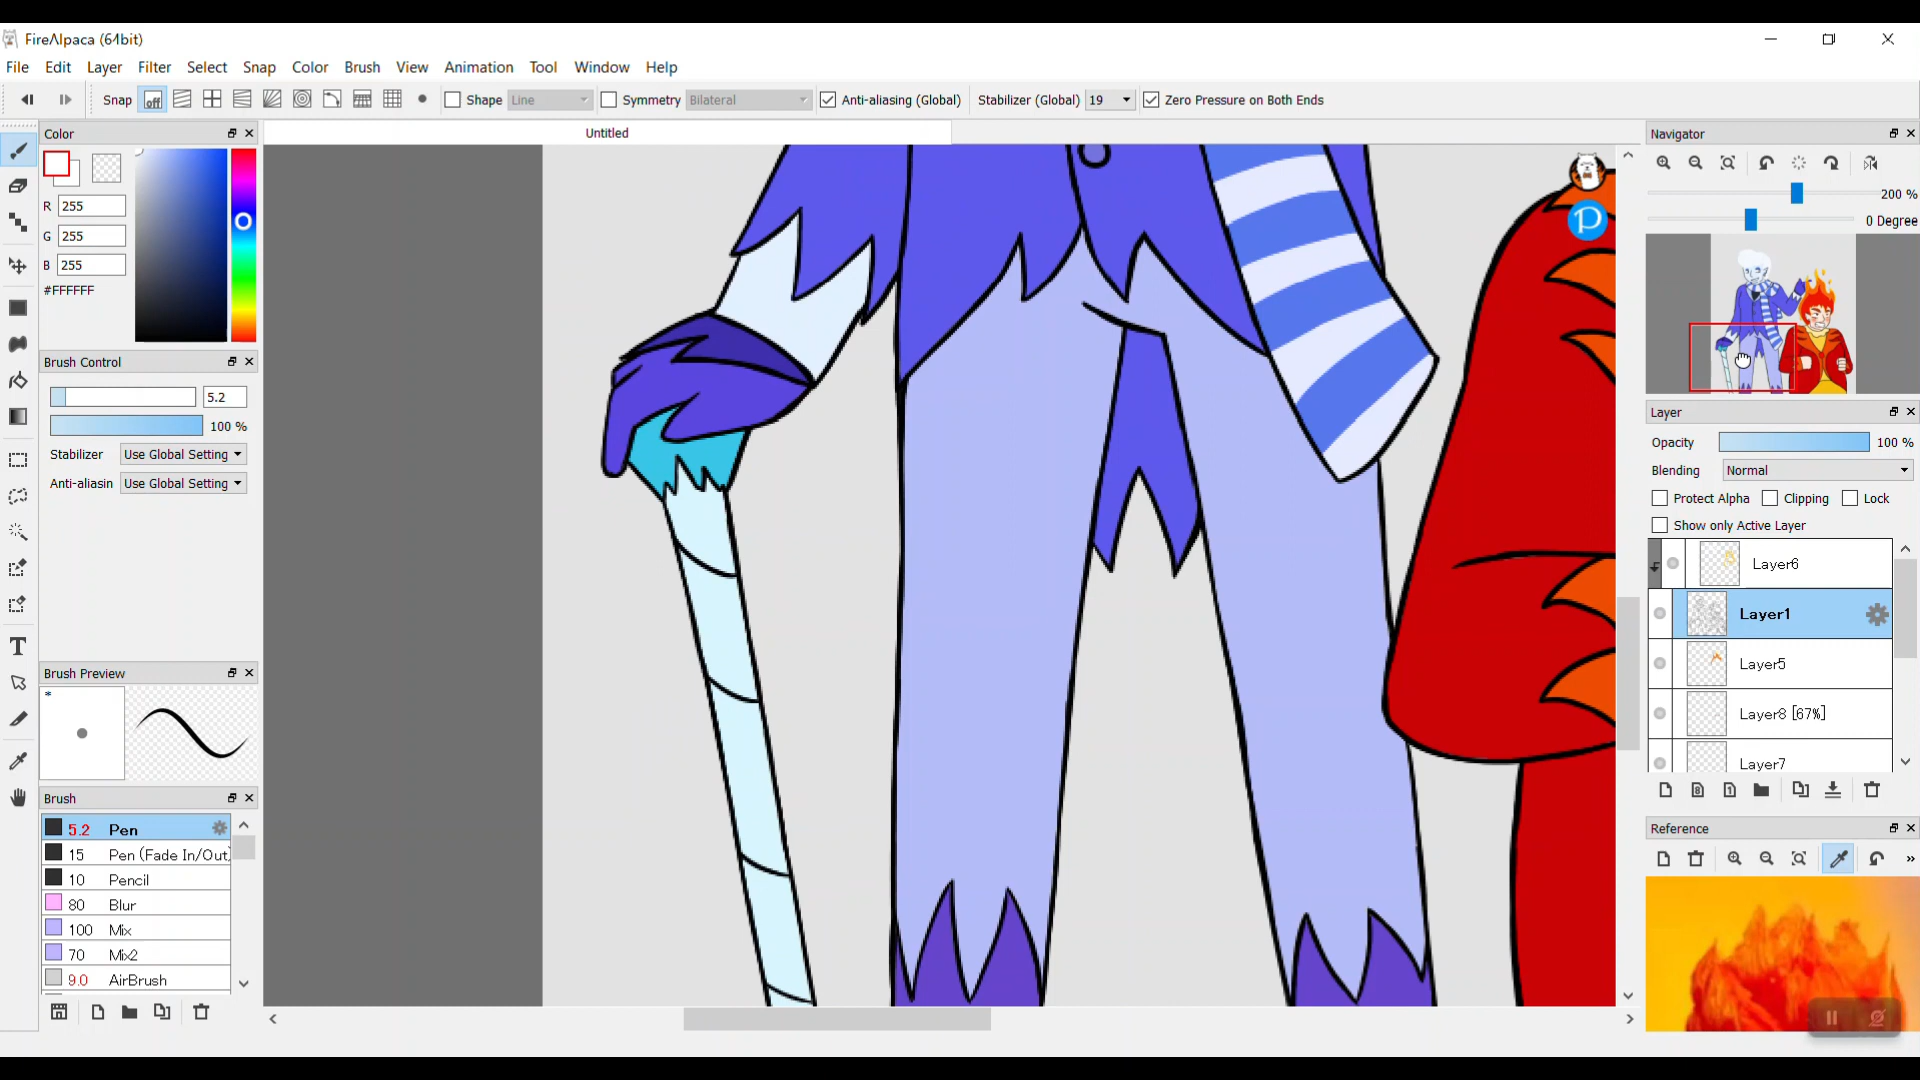 FireAlpaca (64bit)
File Edit Layer Filter Select Snap Color Brush View Animation Tool Window Help
Snap off Shape Line Symmetry Bilateral Anti-aliasing (Global) Stabilizer (Global) 19 Zero Pressure on Both Ends
Color
Untitled
Navigator
R 255
G 255
B 255
#FFFFFF
200 %
0 Degree
Brush Control
5.2
100 %
Stabilizer Use Global Setting
Anti-aliasin Use Global Setting
Layer
Opacity 100 %
Blending Normal
Protect Alpha Clipping Lock
Show only Active Layer
Layer6
Layer1
Layer5
Layer8 [67%]
Layer7
Brush Preview
*
Brush
5.2 Pen
15 Pen (Fade In/Out)
10 Pencil
80 Blur
100 Mix
70 Mix2
9.0 AirBrush
Reference